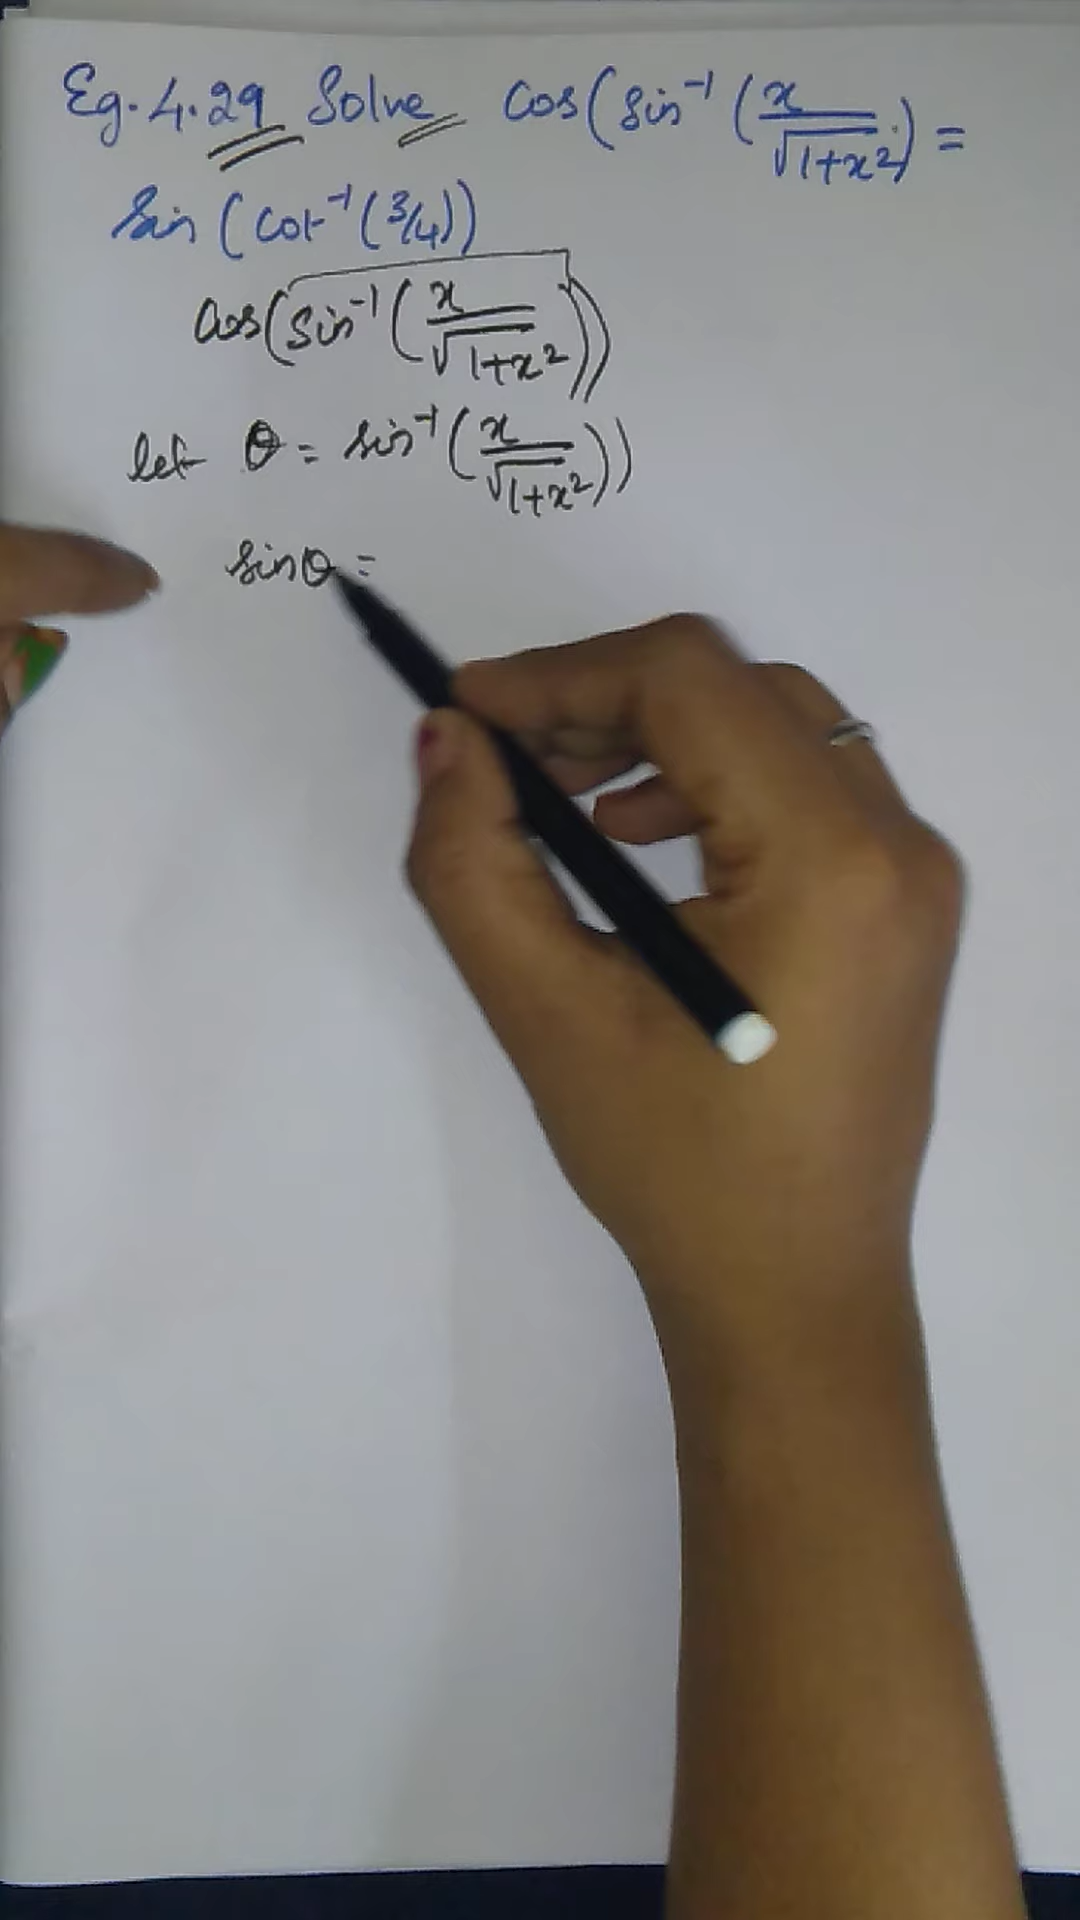 Eg. 4.29 Solve cos(sin⁻¹(x/√1+x²) =
sin (cot⁻¹(3/4))
cos(sin⁻¹(x/√1+x²))
let θ = sin⁻¹(x/√1+x²))
sinθ =